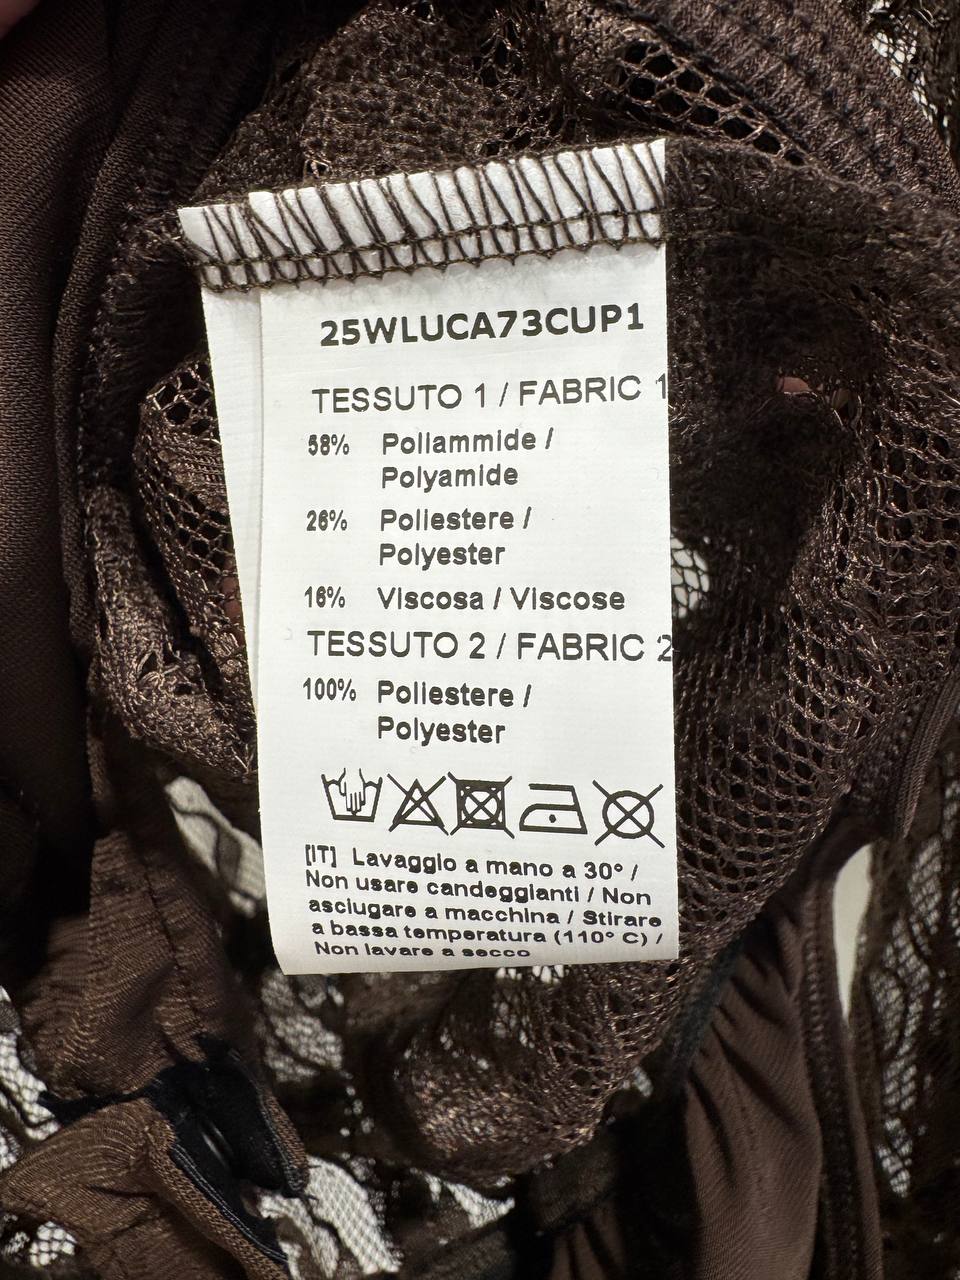 25WLUCA73CUP1
TESSUTO 1 / FABRIC 1
58% Poliammide /
Polyamide
26% Poliestere /
Polyester
16% Viscosa / Viscose
TESSUTO 2 / FABRIC 2
100% Poliestere /
Polyester
[IT] Lavaggio a mano a 30° /
Non usare candeggianti / Non
asciugare a macchina / Stirare
a bassa temperatura (110° C) /
Non lavare a secco